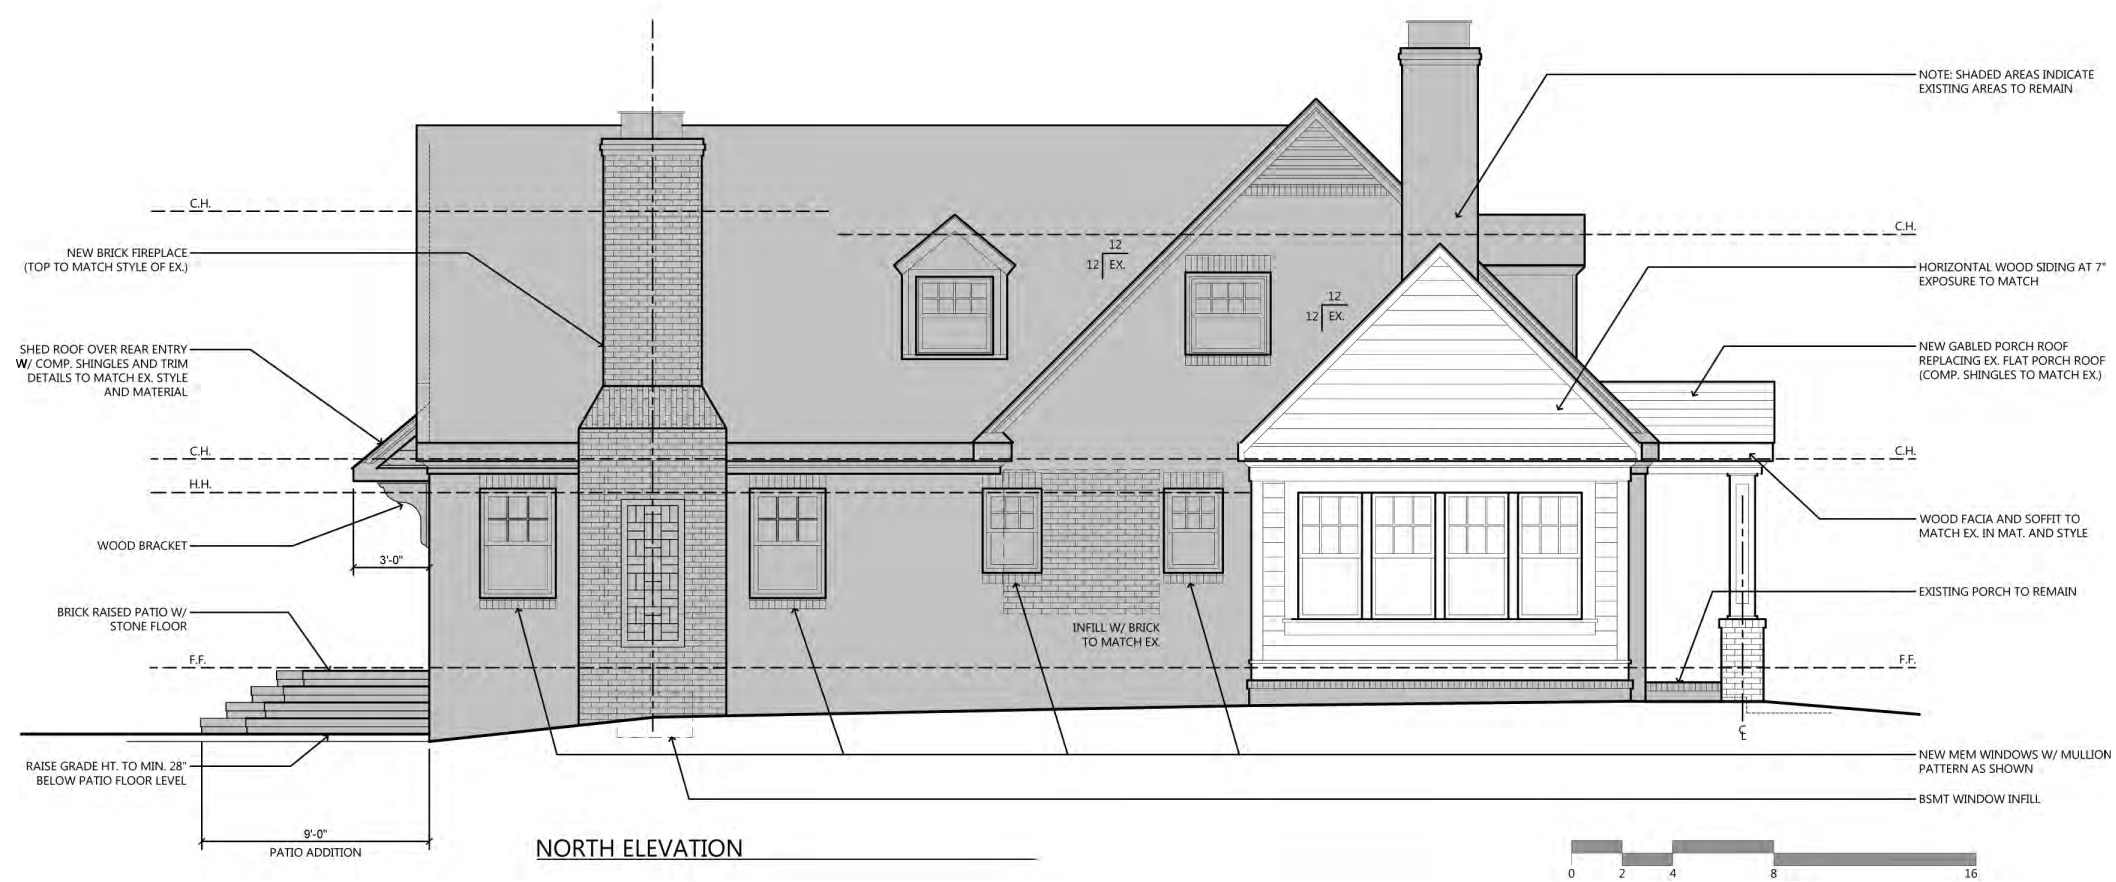 NOTE: SHADED AREAS INDICATE
EXISTING AREAS TO REMAIN
C.H.
C.H.
NEW BRICK FIREPLACE
(TOP TO MATCH STYLE OF EX.)
12
12 EX.
HORIZONTAL WOOD SIDING AT 7"
EXPOSURE TO MATCH
12
12 EX.
SHED ROOF OVER REAR ENTRY
W/ COMP. SHINGLES AND TRIM
DETAILS TO MATCH EX. STYLE
AND MATERIAL
NEW GABLED PORCH ROOF
REPLACING EX. FLAT PORCH ROOF
(COMP. SHINGLES TO MATCH EX.)
C.H.
C.H.
H.H.
WOOD BRACKET
WOOD FACIA AND SOFFIT TO
MATCH EX. IN MAT. AND STYLE
3'-0"
BRICK RAISED PATIO W/
STONE FLOOR
EXISTING PORCH TO REMAIN
INFILL W/ BRICK
TO MATCH EX.
F.F.
F.F.
RAISE GRADE HT. TO MIN. 28"
BELOW PATIO FLOOR LEVEL
NEW MEM WINDOWS W/ MULLION
PATTERN AS SHOWN
BSMT WINDOW INFILL
9'-0"
PATIO ADDITION
NORTH ELEVATION
0 2 4 8 16